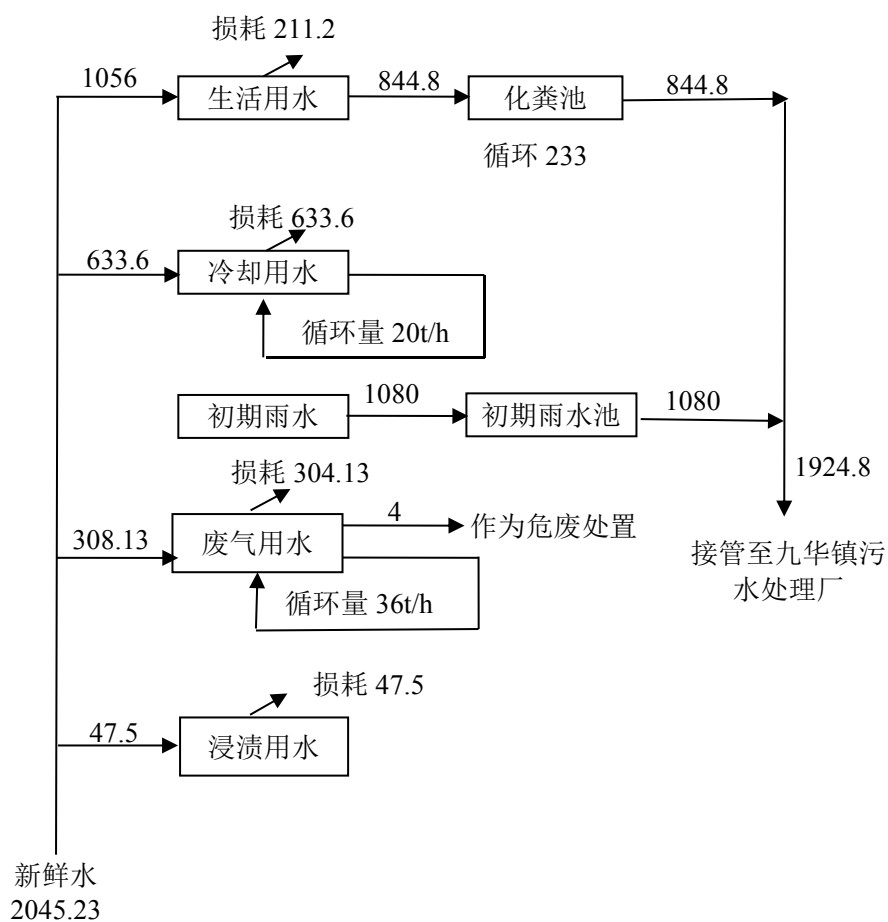 损耗 211.2
1056
生活用水
844.8
化粪池
844.8
循环 233
损耗 633.6
633.6
冷却用水
循环量 20t/h
初期雨水
1080
初期雨水池
1080
1924.8
损耗 304.13
308.13
废气用水
4
作为危废处置
循环量 36t/h
接管至九华镇污
水处理厂
损耗 47.5
47.5
浸渍用水
新鲜水
2045.23